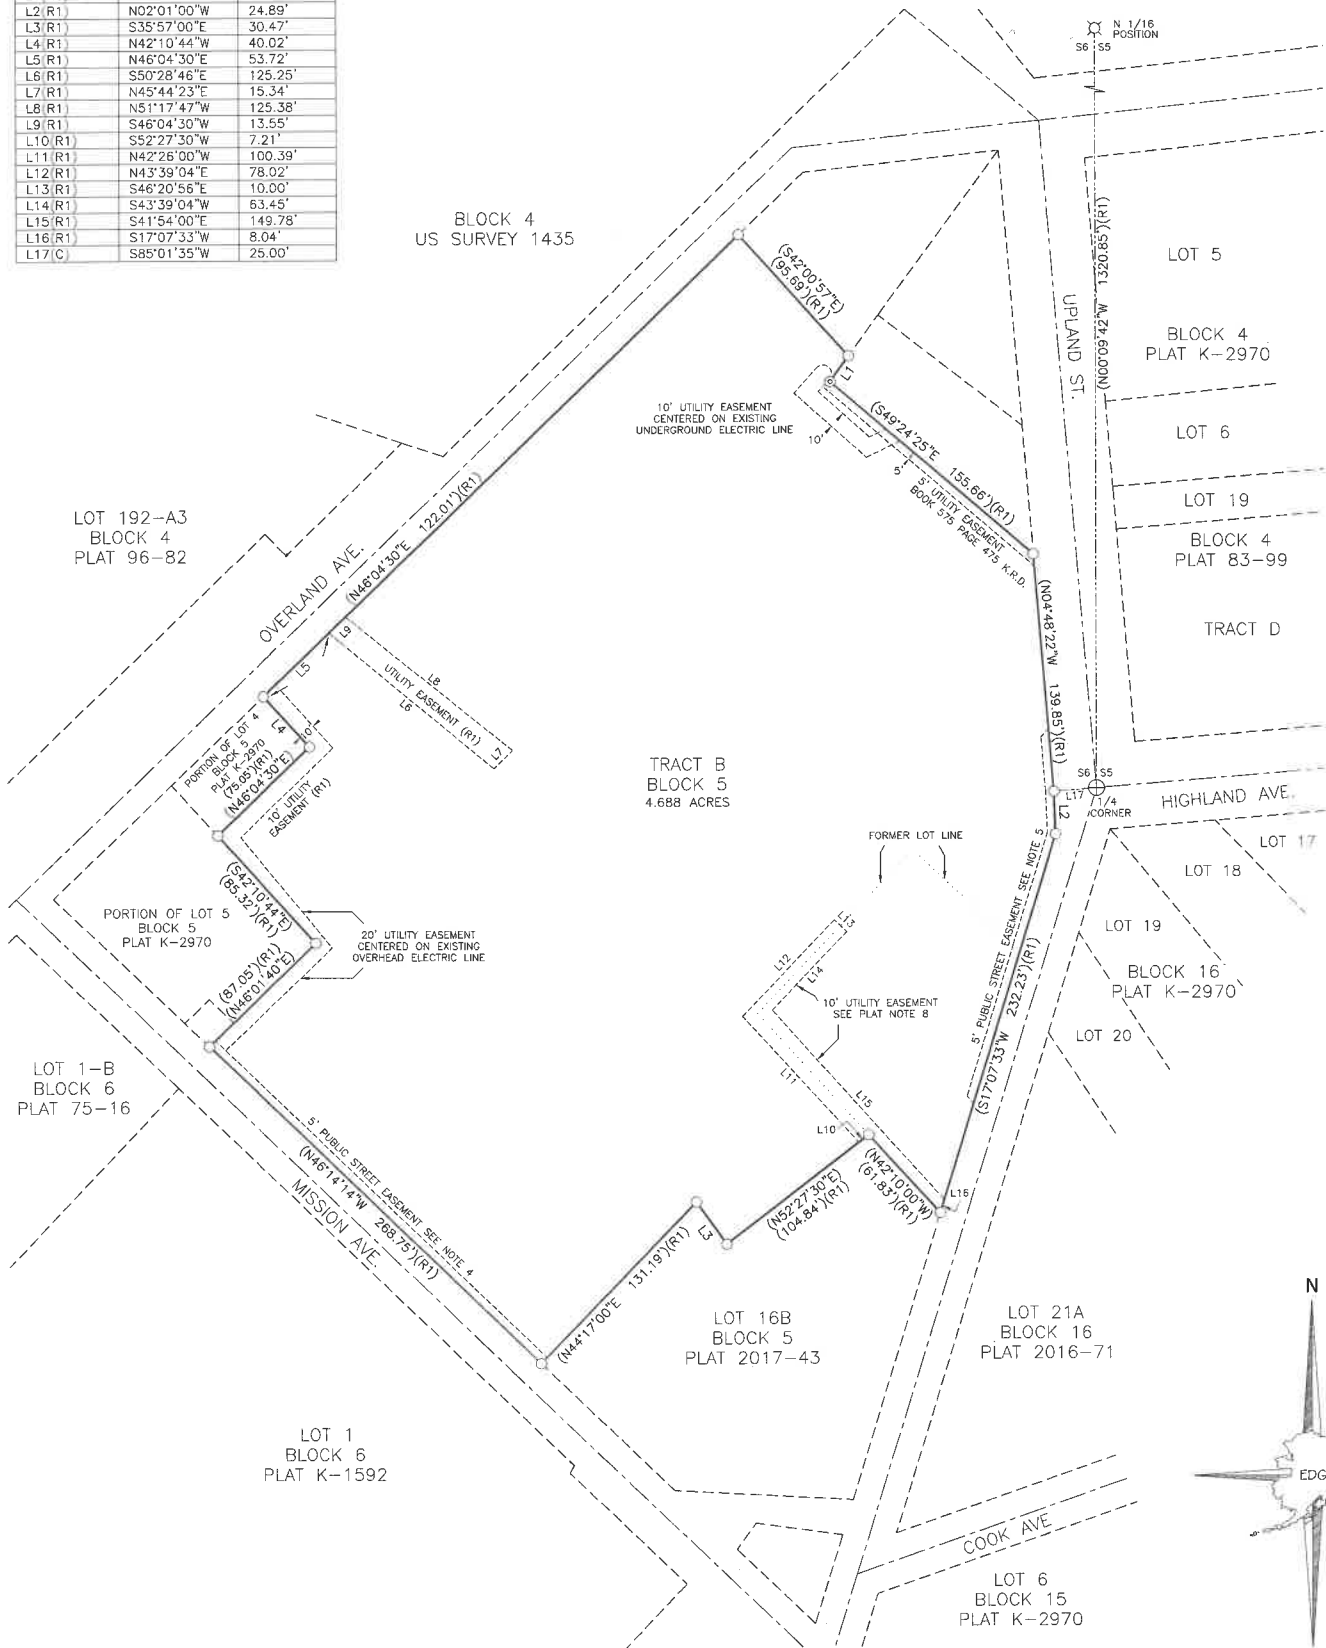 L2(R1) N02°01'00"W 24.89'
L3(R1) S35°57'00"E 30.47'
L4(R1) N42°10'44"W 40.02'
L5(R1) N46°04'30"E 53.72'
L6(R1) S50°28'46"E 125.25'
L7(R1) N45°44'23"E 15.34'
L8(R1) N51°17'47"W 125.38'
L9(R1) S46°04'30"W 13.55'
L10(R1) S52°27'30"W 7.21'
L11(R1) N42°26'00"W 100.39'
L12(R1) N43°39'04"E 78.02'
L13(R1) S46°20'56"E 10.00'
L14(R1) S43°39'04"W 63.45'
L15(R1) S41°54'00"E 149.78'
L16(R1) S17°07'33"W 8.04'
L17(C) S85°01'35"W 25.00'
N 1/16
POSITION
S6 S5
BLOCK 4
US SURVEY 1435
(S42°00'57"E)
(95.69')(R1)
L1
UPLAND ST.
(N00°09'42"W 1320.85')(R1)
LOT 5
BLOCK 4
PLAT K-2970
LOT 6
LOT 19
BLOCK 4
PLAT 83-99
TRACT D
10' UTILITY EASEMENT
CENTERED ON EXISTING
UNDERGROUND ELECTRIC LINE
10'
(S49°24'25"E 155.66')(R1)
5'
5' UTILITY EASEMENT
BOOK 575 PAGE 475 K.R.D.
LOT 192-A3
BLOCK 4
PLAT 96-82
OVERLAND AVE.
(N46°04'30"E 122.01')(R1)
L9
L5
L8
UTILITY EASEMENT (R1)
L6
L7
L4
10'
PORTION OF LOT 4
BLOCK 5
PLAT K-2970
(75.05')(R1)
(N46°04'30"E)
10' UTILITY
EASEMENT (R1)
(N04°48'22"W 139.85')(R1)
TRACT B
BLOCK 5
4.688 ACRES
S6 S5
L17
1/4
CORNER
L2
HIGHLAND AVE.
LOT 17
LOT 18
LOT 19
BLOCK 16
PLAT K-2970
LOT 20
FORMER LOT LINE
(S42°10'44"E)
(85.32')(R1)
PORTION OF LOT 5
BLOCK 5
PLAT K-2970
20' UTILITY EASEMENT
CENTERED ON EXISTING
OVERHEAD ELECTRIC LINE
(87.05')(R1)
(N46°01'40"E)
L12
L13
L14
10' UTILITY EASEMENT
SEE PLAT NOTE 8
L11
L15
L10
5' PUBLIC STREET EASEMENT SEE NOTE 5
(S17°07'33"W 232.23')(R1)
LOT 1-B
BLOCK 6
PLAT 75-16
5' PUBLIC STREET EASEMENT SEE NOTE 4
(N46°14'14"W 268.75')(R1)
MISSION AVE.
(N42°10'00"W)
(61.83')(R1)
L16
(N52°27'30"E)
(104.84')(R1)
L3
(N44°17'00"E 131.19')(R1)
LOT 16B
BLOCK 5
PLAT 2017-43
LOT 21A
BLOCK 16
PLAT 2016-71
N
EDG
LOT 1
BLOCK 6
PLAT K-1592
COOK AVE
LOT 6
BLOCK 15
PLAT K-2970